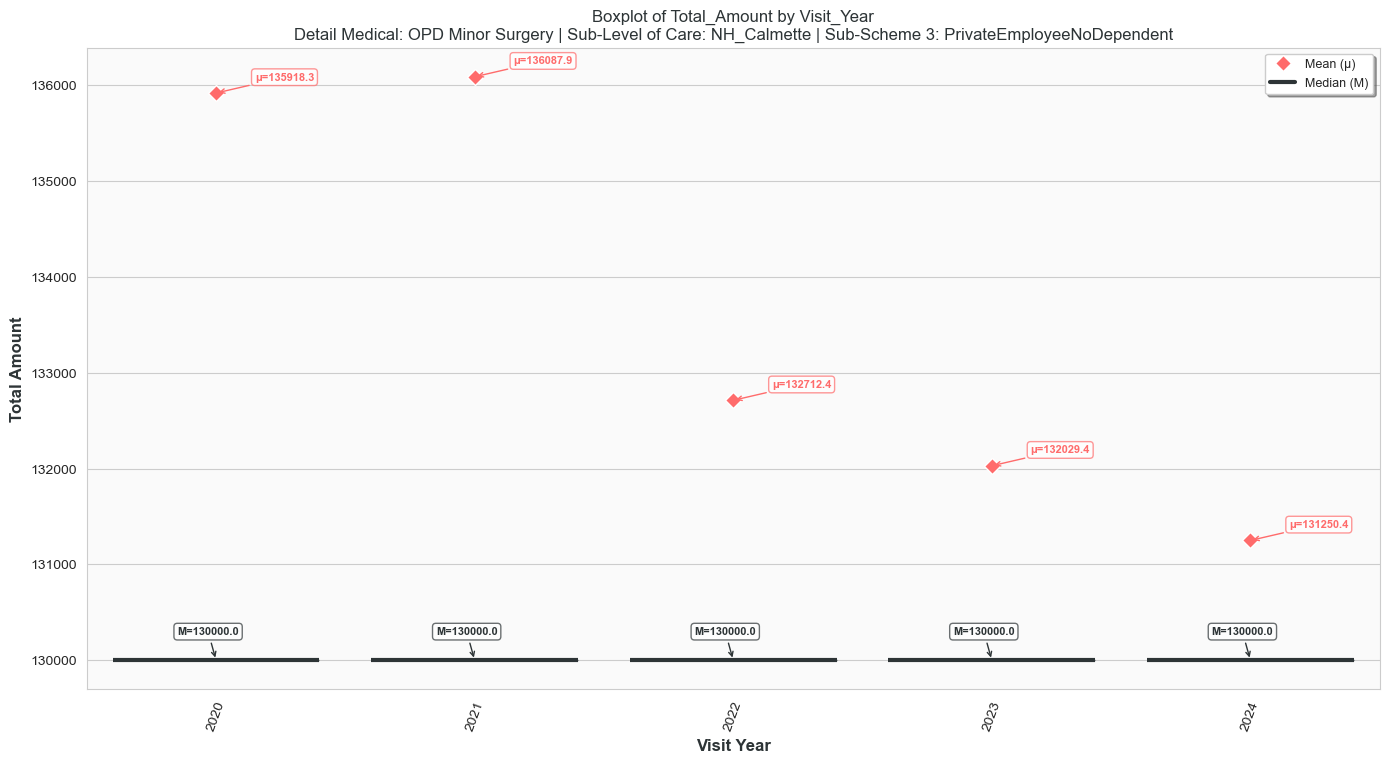 Boxplot of Total_Amount by Visit_Year
Detail Medical: OPD Minor Surgery | Sub-Level of Care: NH_Calmette | Sub-Scheme 3: PrivateEmployeeNoDependent
Mean (μ)
Median (M)
Total Amount
136000
135000
134000
133000
132000
131000
130000
μ=135918.3
μ=136087.9
μ=132712.4
μ=132029.4
μ=131250.4
M=130000.0
M=130000.0
M=130000.0
M=130000.0
M=130000.0
2020
2021
2022
2023
2024
Visit Year